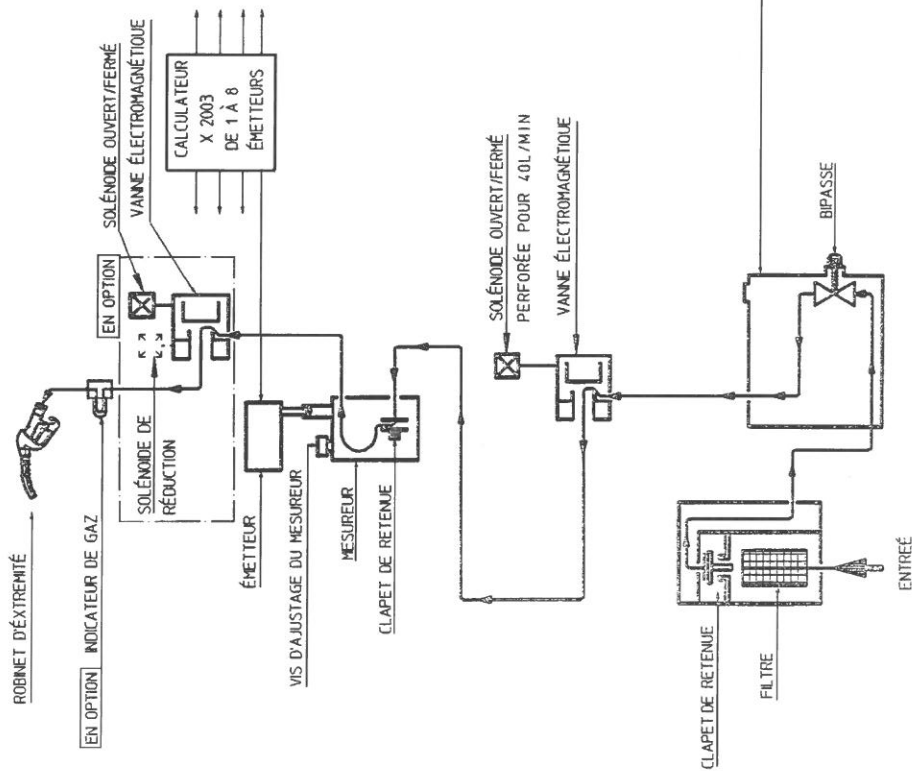 ROBINET D'ÉXTREMITÉ
EN OPTION INDICATEUR DE GAZ
SOLÉNOIDE DE
RÉDUCTION
EN OPTION
SOLÉNOIDE OUVERT/FERMÉ
VANNE ÉLECTROMAGNÉTIQUE
CALCULATEUR
X 2003
DE 1 À 8
ÉMETTEURS
ÉMETTEUR
VIS D'AJUSTAGE DU MESUREUR
MESUREUR
CLAPET DE RETENUE
SOLÉNOIDE OUVERT/FERMÉ
PERFORÉE POUR 40L/MIN
VANNE ÉLECTROMAGNÉTIQUE
BIPASSE
CLAPET DE RETENUE
FILTRE
ENTREÉ